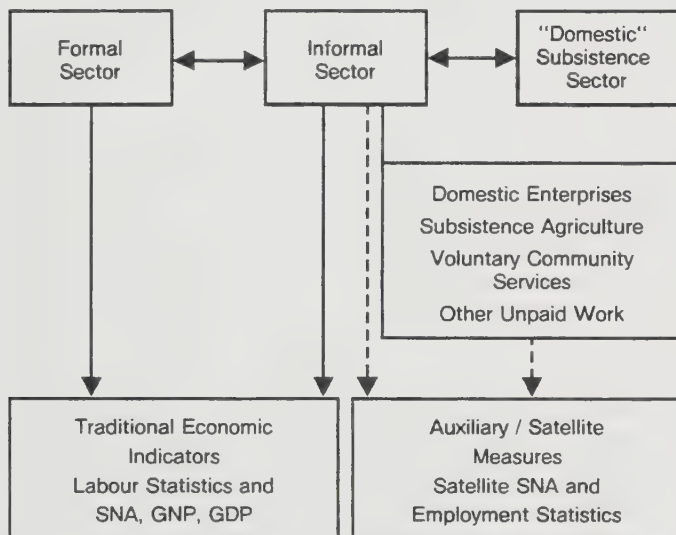 Formal
Sector
Informal
Sector
"Domestic"
Subsistence
Sector
Domestic Enterprises
Subsistence Agriculture
Voluntary Community
Services
Other Unpaid Work
Traditional Economic
Indicators
Labour Statistics and
SNA, GNP, GDP
Auxiliary / Satellite
Measures
Satellite SNA and
Employment Statistics